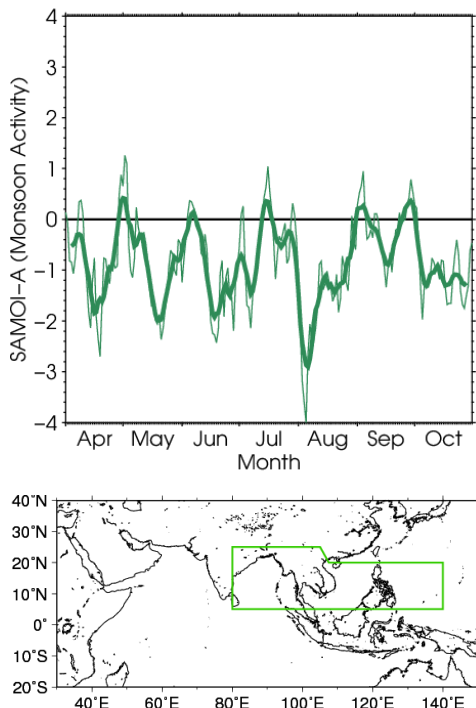 SAMOI-A (Monsoon Activity)
4
3
2
1
0
-1
-2
-3
-4
Apr May Jun Jul Aug Sep Oct
Month
40°N
30°N
20°N
10°N
0°
10°S
20°S
40°E 60°E 80°E 100°E 120°E 140°E